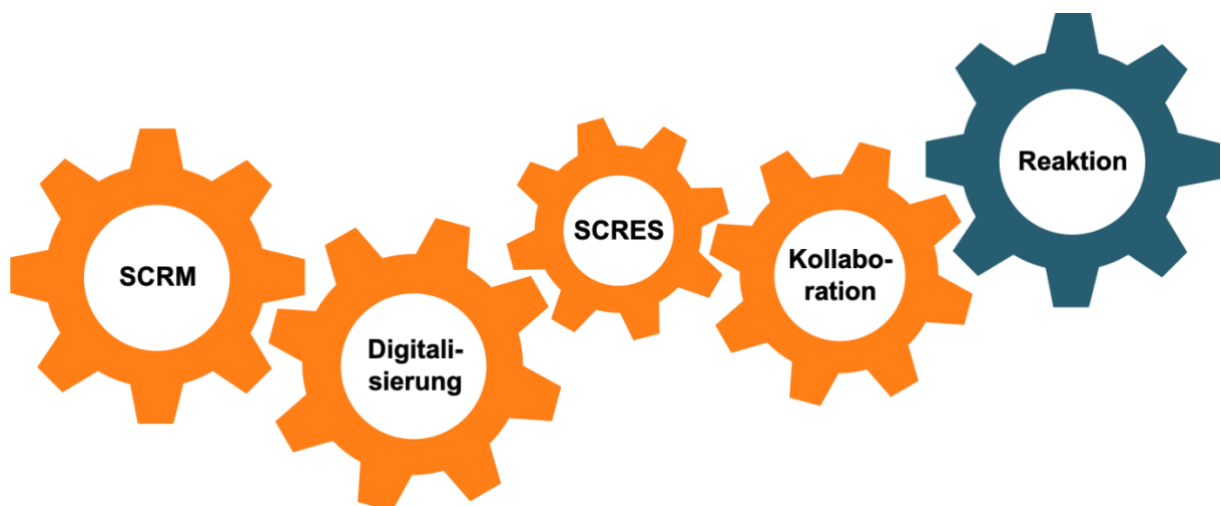 SCRM
Digitali-
sierung
SCRES
Kollabo-
ration
Reaktion